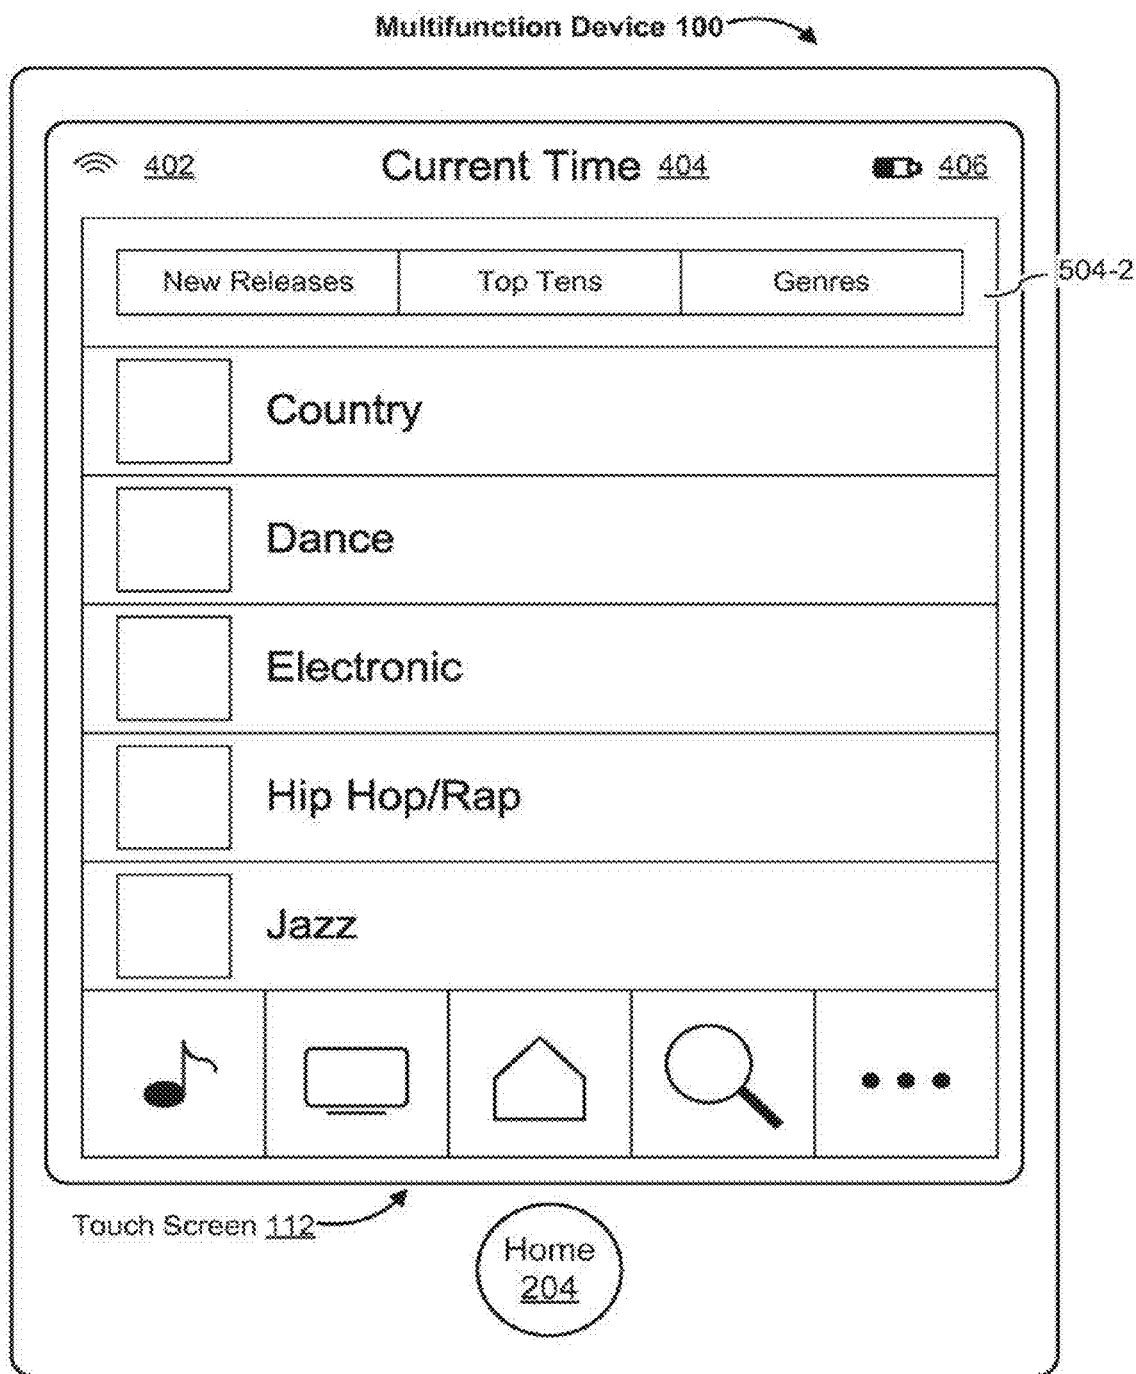 Multifunction Device 100
402 Current Time 404 406
New Releases Top Tens Genres
504-2
Country
Dance
Electronic
Hip Hop/Rap
Jazz
Touch Screen 112
Home
204